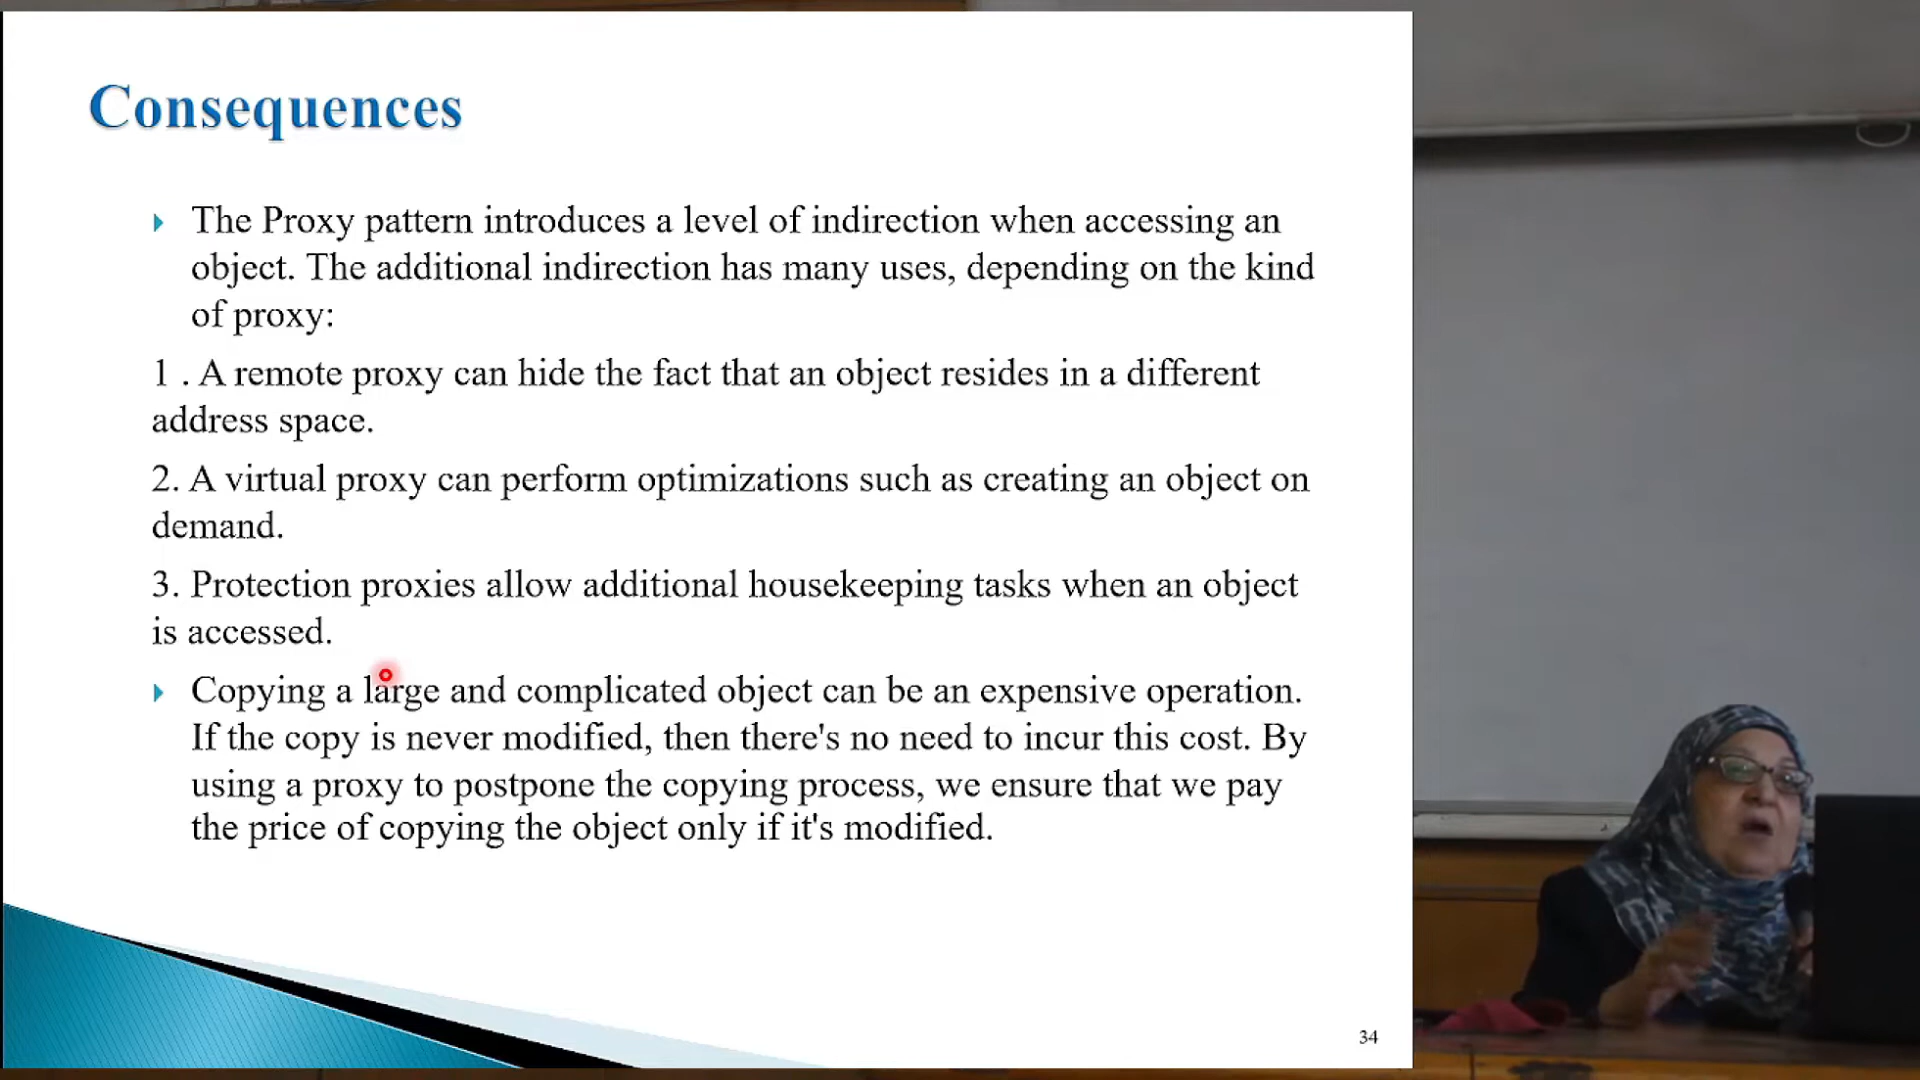 Consequences
The Proxy pattern introduces a level of indirection when accessing an
object. The additional indirection has many uses, depending on the kind
of proxy:
1 . A remote proxy can hide the fact that an object resides in a different
address space.
2. A virtual proxy can perform optimizations such as creating an object on
demand.
3. Protection proxies allow additional housekeeping tasks when an object
is accessed.
Copying a large and complicated object can be an expensive operation.
If the copy is never modified, then there's no need to incur this cost. By
using a proxy to postpone the copying process, we ensure that we pay
the price of copying the object only if it's modified.
34